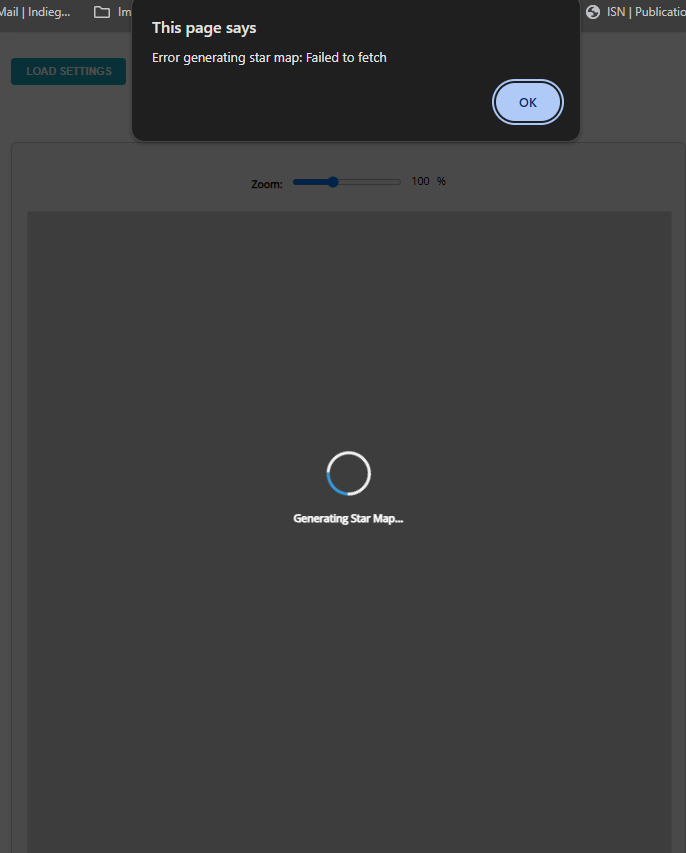 Mail | Indieg...
Im
ISN | Publicatio
This page says
Error generating star map: Failed to fetch
OK
LOAD SETTINGS
Zoom:
100 %
Generating Star Map...